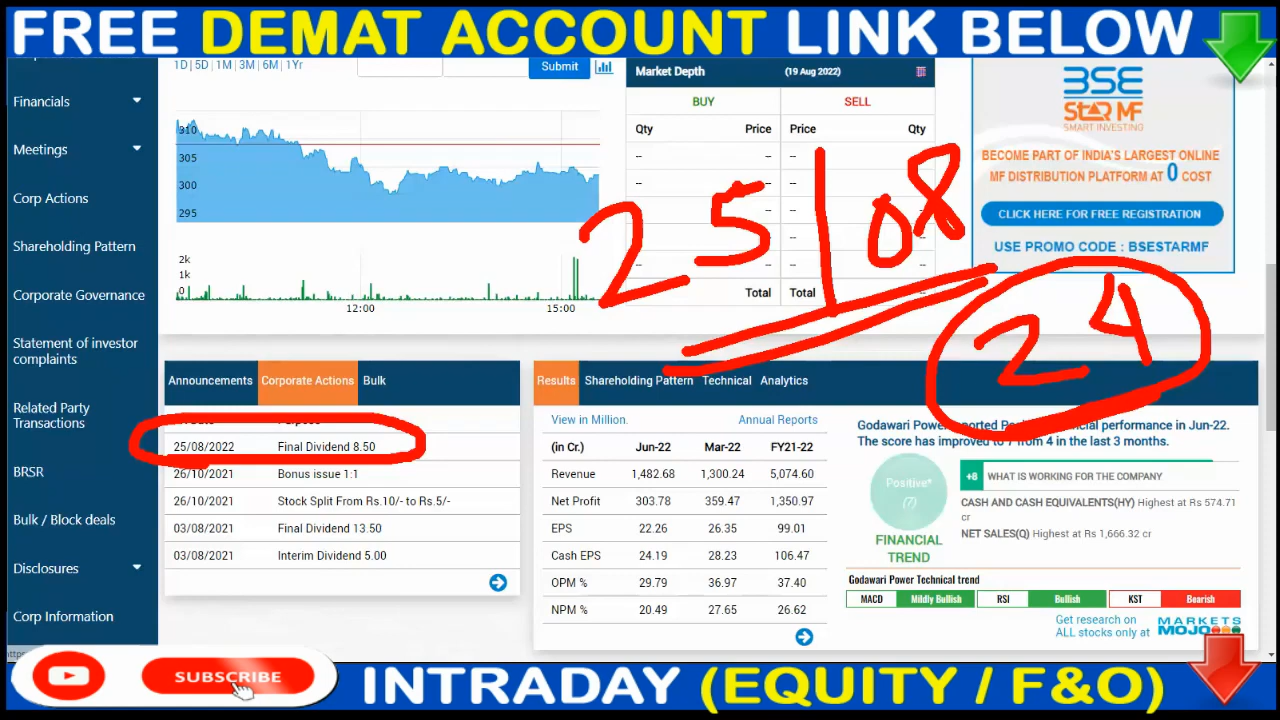 FREE DEMAT ACCOUNT LINK BELOW
1D | 5D | 1M | 3M | 6M | 1Yr
Submit
310
305
300
295
2k
1k
0
12:00 15:00
Financials
Meetings
Corp Actions
Shareholding Pattern
Corporate Governance
Statement of investor
complaints
Related Party
Transactions
BRSR
Bulk / Block deals
Disclosures
Corp Information
Market Depth (19 Aug 2022)
BUY SELL
Qty Price Price Qty
-- -- -- --
-- -- --
-- -- --
-- -- --
-- -- --
Total Total
25/08
24
BSE
STAR MF
SMART INVESTING
BECOME PART OF INDIA'S LARGEST ONLINE
MF DISTRIBUTION PLATFORM AT 0 COST
CLICK HERE FOR FREE REGISTRATION
USE PROMO CODE : BSESTARMF
Announcements Corporate Actions Bulk
25/08/2022 Final Dividend 8.50
26/10/2021 Bonus issue 1:1
26/10/2021 Stock Split From Rs.10/- to Rs.5/-
03/08/2021 Final Dividend 13.50
03/08/2021 Interim Dividend 5.00
Results Shareholding Pattern Technical Analytics
View in Million. Annual Reports
(in Cr.) Jun-22 Mar-22 FY21-22
Revenue 1,482.68 1,300.24 5,074.60
Net Profit 303.78 359.47 1,350.97
EPS 22.26 26.35 99.01
Cash EPS 24.19 28.23 106.47
OPM % 29.79 36.97 37.40
NPM % 20.49 27.65 26.62
Godawari Power reported financial performance in Jun-22.
The score has improved to 7 from 4 in the last 3 months.
Positive*
(7)
FINANCIAL
TREND
+8 WHAT IS WORKING FOR THE COMPANY
CASH AND CASH EQUIVALENTS(HY) Highest at Rs 574.71
cr
NET SALES(Q) Highest at Rs 1,666.32 cr
Godawari Power Technical trend
MACD Mildly Bullish RSI Bullish KST Bearish
Get research on
ALL stocks only at
MARKETS
MOJO
SUBSCRIBE
INTRADAY (EQUITY / F&O)